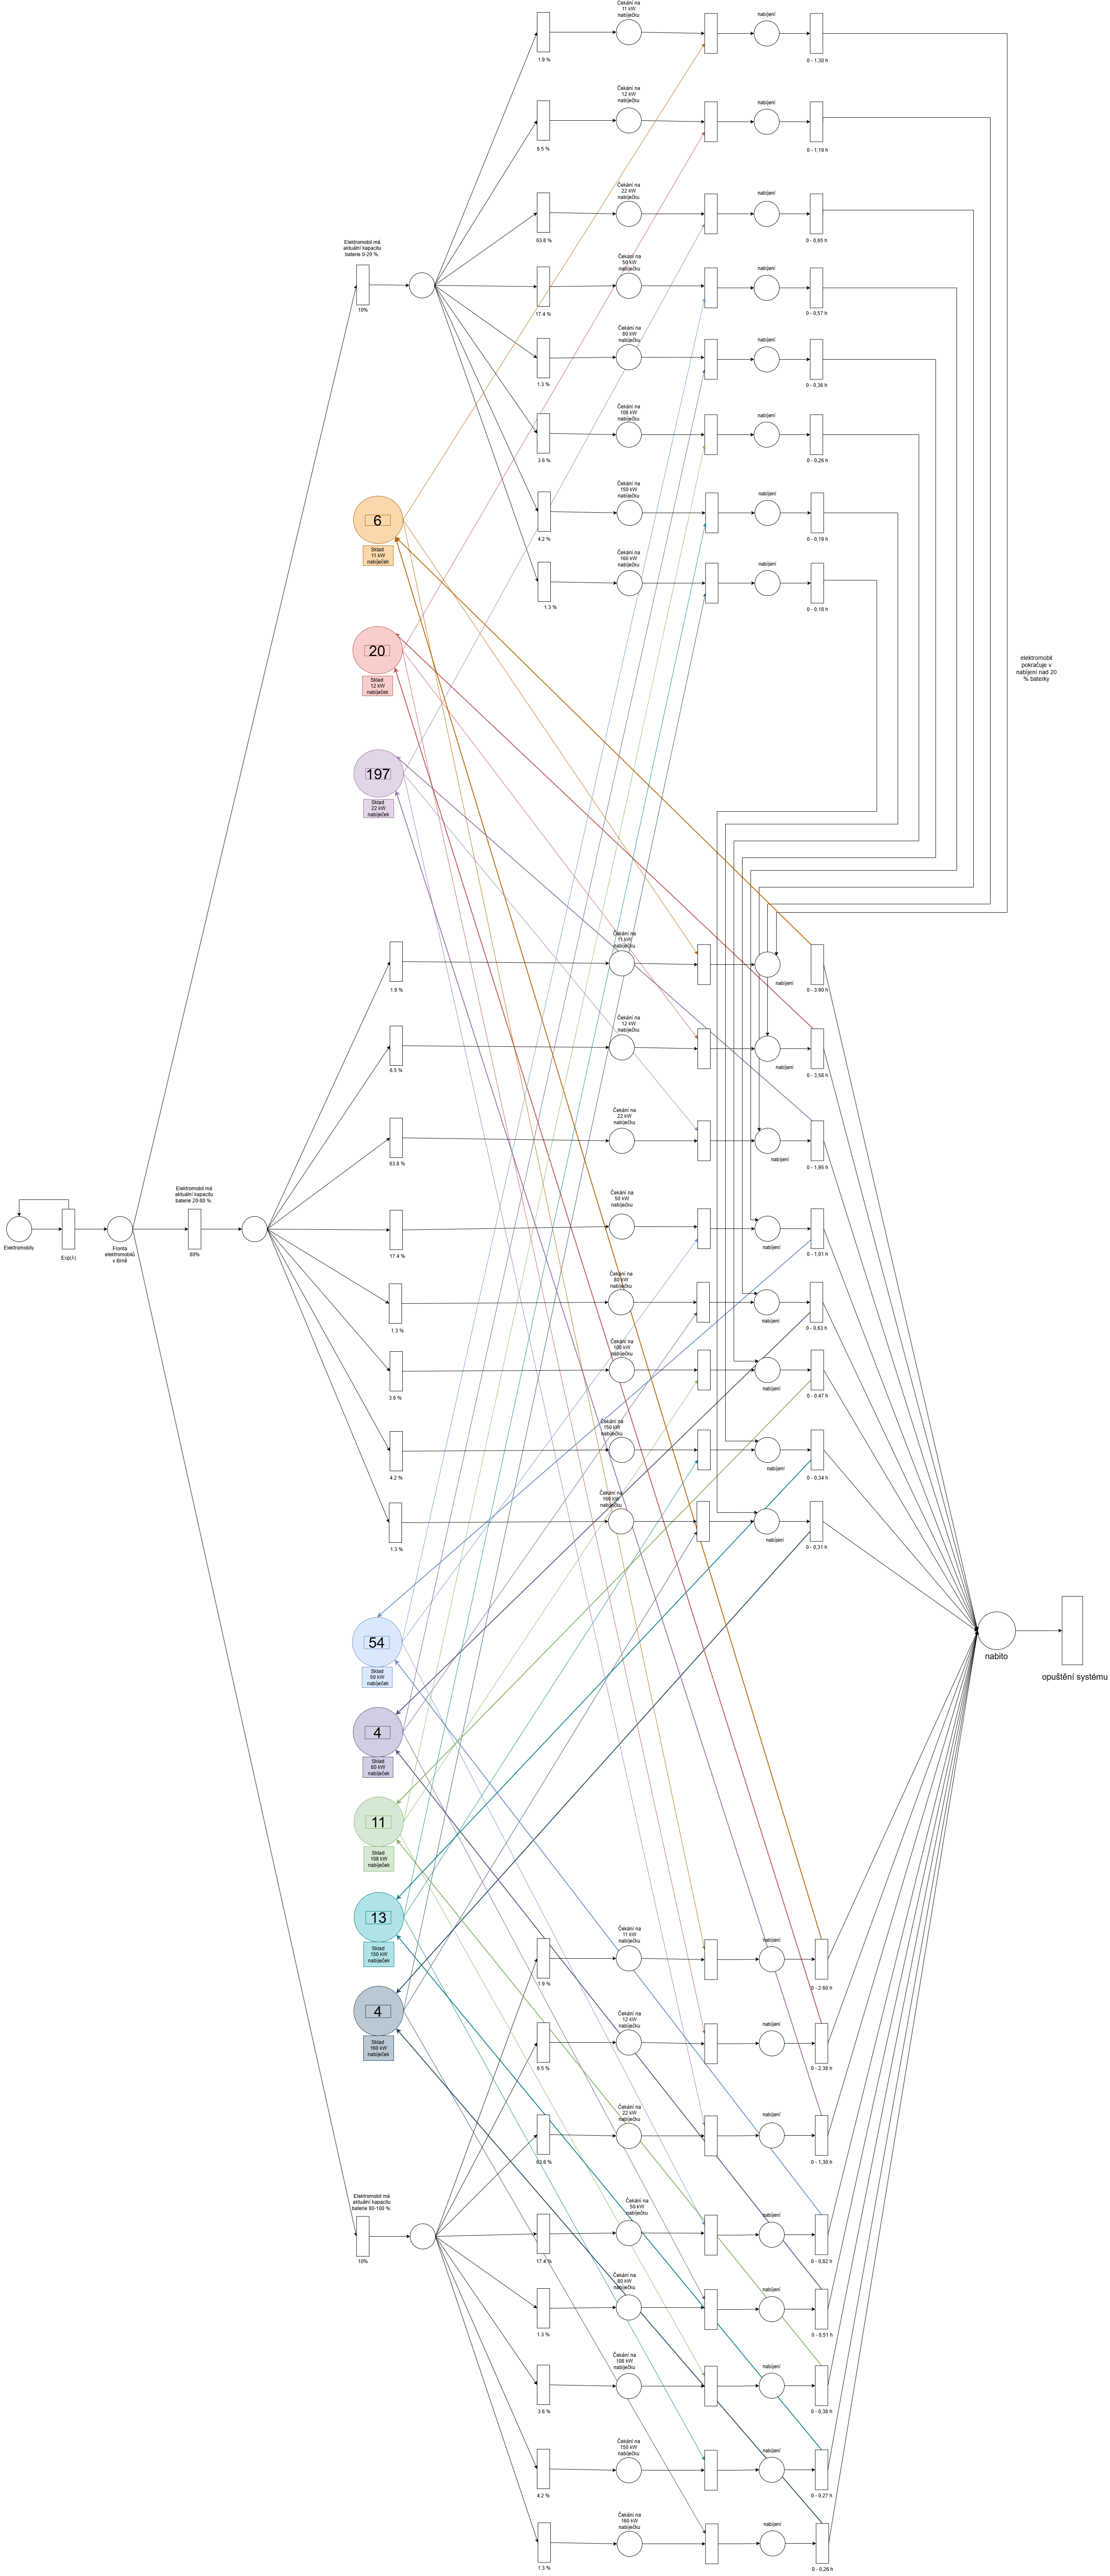 Čekání na
11 kW
nabíječku
nabíjení
1.9 %
0 - 1,30 h
Čekání na
12 kW
nabíječku
nabíjení
6.5 %
0 - 1,19 h
Čekání na
22 kW
nabíječku
nabíjení
63.8 %
0 - 0,65 h
Elektromobil má
aktuální kapacitu
baterie 0-20 %.
10%
Čekání na
50 kW
nabíječku
nabíjení
17.4 %
0 - 0,57 h
Čekání na
80 kW
nabíječku
nabíjení
1.3 %
0 - 0,36 h
Čekání na
108 kW
nabíječku
nabíjení
3.6 %
0 - 0,26 h
Čekání na
150 kW
nabíječku
nabíjení
4.2 %
0 - 0,19 h
Čekání na
160 kW
nabíječku
nabíjení
1.3 %
0 - 0,18 h
6
Sklad
11 kW
nabíječek
20
Sklad
12 kW
nabíječek
197
Sklad
22 kW
nabíječek
elektromobil
pokračuje v
nabíjení nad 20
% baterky
Čekání na
11 kW
nabíječku
nabíjení
1.9 %
0 - 3.90 h
Čekání na
12 kW
nabíječku
nabíjení
6.5 %
0 - 3,58 h
Čekání na
22 kW
nabíječku
nabíjení
63.8 %
0 - 1,95 h
Elektromobily
Exp(λ)
Fronta
elektromobilů
v Brně
Elektromobil má
aktuální kapacitu
baterie 20-80 %.
80%
Čekání na
50 kW
nabíječku
nabíjení
17.4 %
0 - 1,01 h
Čekání na
80 kW
nabíječku
nabíjení
1.3 %
0 - 0,63 h
Čekání na
108 kW
nabíječku
nabíjení
3.6 %
0 - 0,47 h
Čekání na
150 kW
nabíječku
nabíjení
4.2 %
0 - 0,34 h
Čekání na
160 kW
nabíječku
nabíjení
1.3 %
0 - 0,31 h
54
Sklad
50 kW
nabíječek
4
Sklad
80 kW
nabíječek
11
Sklad
108 kW
nabíječek
13
Sklad
150 kW
nabíječek
4
Sklad
160 kW
nabíječek
nabito
opuštění systému
Čekání na
11 kW
nabíječku
nabíjení
1.9 %
0 - 2.60 h
Čekání na
12 kW
nabíječku
nabíjení
6.5 %
0 - 2,38 h
Čekání na
22 kW
nabíječku
nabíjení
63.8 %
0 - 1,30 h
Elektromobil má
aktuální kapacitu
baterie 80-100 %.
10%
Čekání na
50 kW
nabíječku
nabíjení
17.4 %
0 - 0,82 h
Čekání na
80 kW
nabíječku
nabíjení
1.3 %
0 - 0,51 h
Čekání na
108 kW
nabíječku
nabíjení
3.6 %
0 - 0,38 h
Čekání na
150 kW
nabíječku
nabíjení
4.2 %
0 - 0,27 h
Čekání na
160 kW
nabíječku
nabíjení
1.3 %
0 - 0,26 h